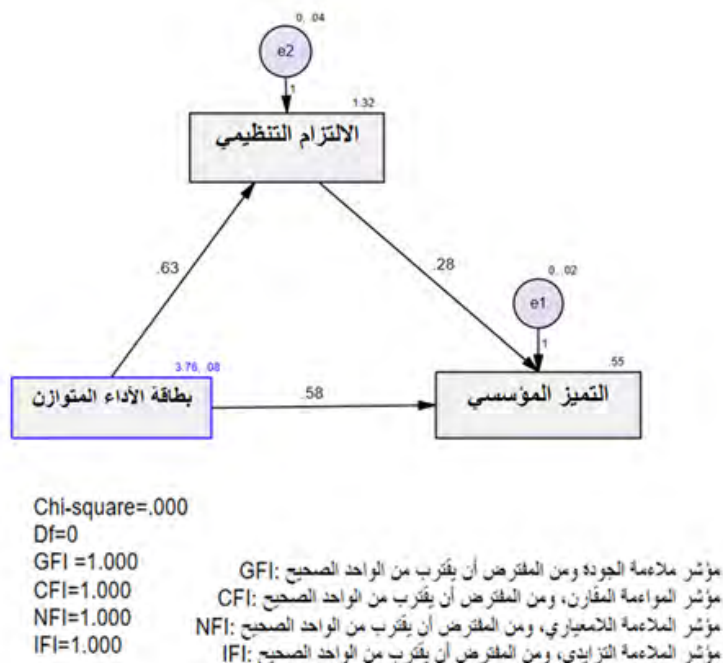 0, .04
e2
1
1.32
الالتزام التنظيمي
.63
.28
0, .02
e1
1
3.76, .08
.55
بطاقة الأداء المتوازن
.58
التميز المؤسسي
Chi-square=.000
Df=0
GFI =1.000
CFI=1.000
NFI=1.000
IFI=1.000
مؤشر ملاءمة الجودة ومن المفترض أن يقترب من الواحد الصحيح :GFI
مؤشر المواءمة المقارن، ومن المفترض أن يقترب من الواحد الصحيح :CFI
مؤشر الملاءمة اللامعياري، ومن المفترض أن يقترب من الواحد الصحيح :NFI
مؤشر الملاءمة التزايدي، ومن المفترض أن يقترب من الواحد الصحيح :IFI